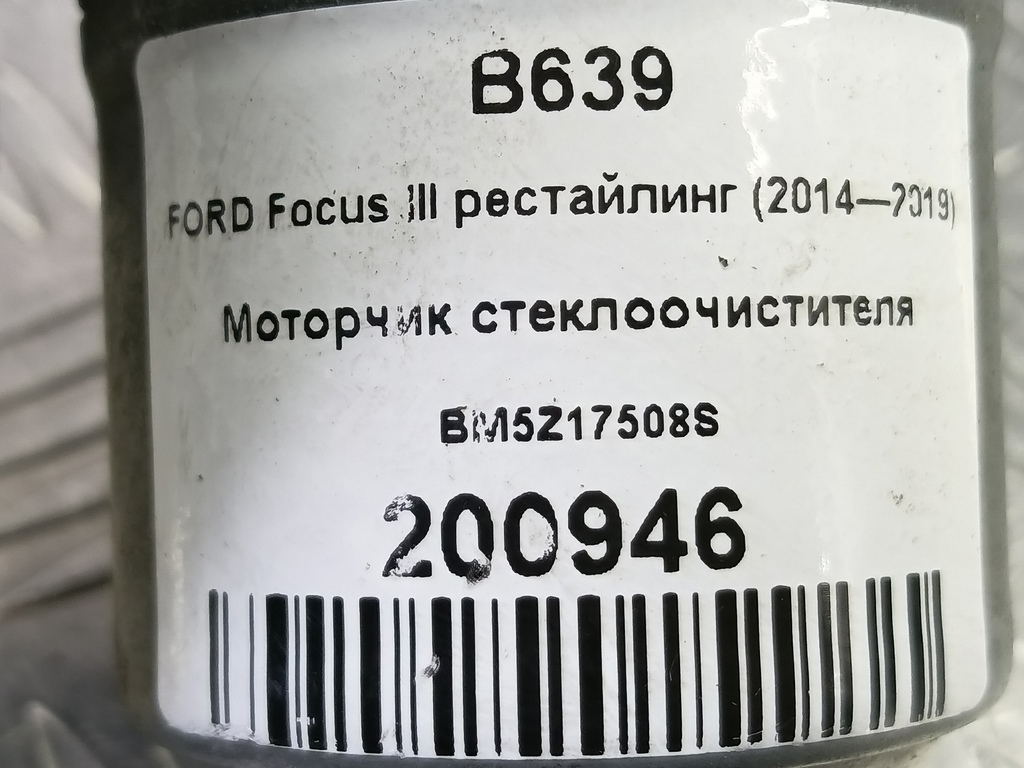 B639
FORD Focus III рестайлинг (2014—2019)
Моторчик стеклоочистителя
BM5Z17508S
200946